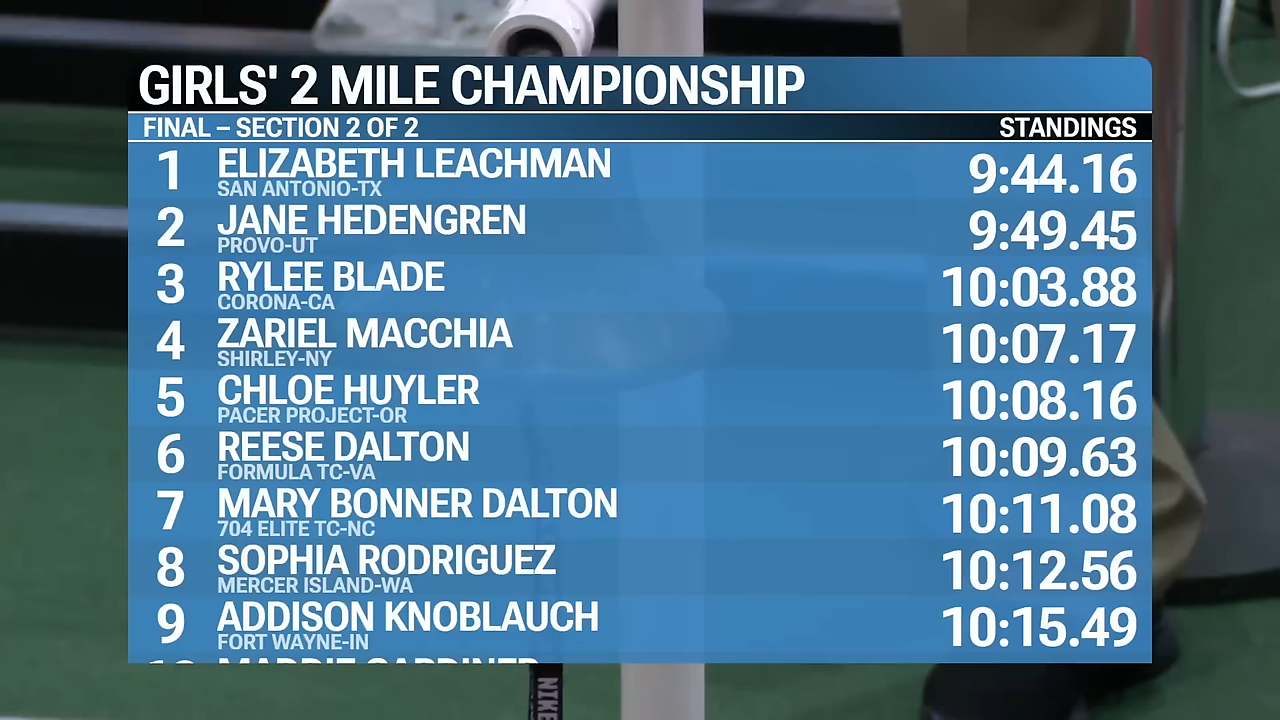 GIRLS' 2 MILE CHAMPIONSHIP
FINAL – SECTION 2 OF 2 STANDINGS
1 ELIZABETH LEACHMAN 9:44.16
SAN ANTONIO-TX
2 JANE HEDENGREN 9:49.45
PROVO-UT
3 RYLEE BLADE 10:03.88
CORONA-CA
4 ZARIEL MACCHIA 10:07.17
SHIRLEY-NY
5 CHLOE HUYLER 10:08.16
PACER PROJECT-OR
6 REESE DALTON 10:09.63
FORMULA TC-VA
7 MARY BONNER DALTON 10:11.08
704 ELITE TC-NC
8 SOPHIA RODRIGUEZ 10:12.56
MERCER ISLAND-WA
9 ADDISON KNOBLAUCH 10:15.49
FORT WAYNE-IN
NIKE